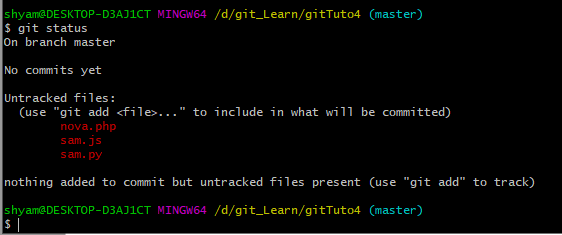 shyam@DESKTOP-D3AJ1CT MINGW64 /d/git_Learn/gitTuto4 (master)
$ git status
On branch master
No commits yet
Untracked files:
(use "git add <file>..." to include in what will be committed)
nova.php
sam.js
sam.py
nothing added to commit but untracked files present (use "git add" to track)
shyam@DESKTOP-D3AJ1CT MINGW64 /d/git_Learn/gitTuto4 (master)
$